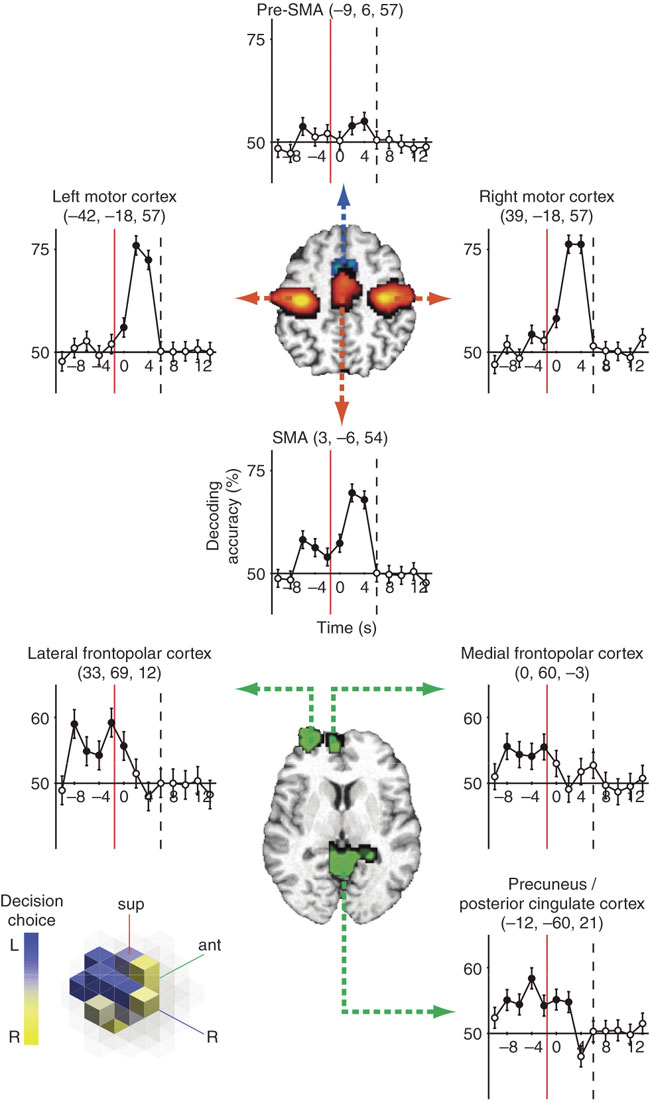 Pre-SMA (−9, 6, 57)
75
50
−8 −4 0 4 8 12
Left motor cortex
(−42, −18, 57)
75
50
−8 −4 0 4 8 12
Right motor cortex
(39, −18, 57)
75
50
−8 −4 0 4 8 12
SMA (3, −6, 54)
75
50
−8 −4 0 4 8 12
Decoding
accuracy (%)
Time (s)
Lateral frontopolar cortex
(33, 69, 12)
60
50
−8 −4 0 4 8 12
Medial frontopolar cortex
(0, 60, −3)
60
50
−8 −4 0 4 8 12
Decision
choice
L
R
sup
ant
R
Precuneus /
posterior cingulate cortex
(−12, −60, 21)
60
50
−8 −4 0 4 8 12